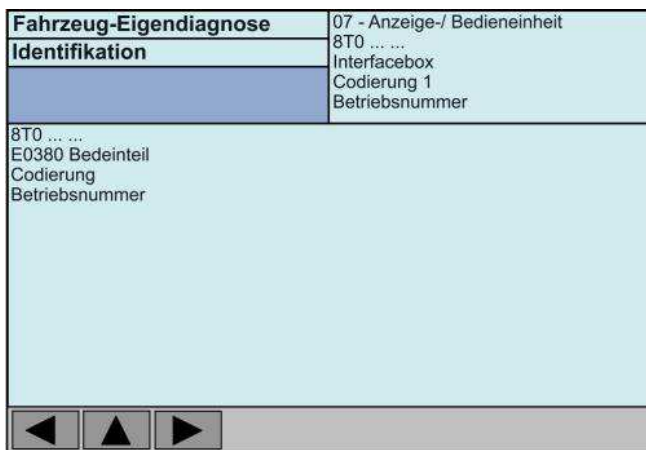 Fahrzeug-Eigendiagnose
Identifikation
07 - Anzeige-/ Bedieneinheit
8T0 ... ...
Interfacebox
Codierung 1
Betriebsnummer
8T0 ... ...
E0380 Bedeinteil
Codierung
Betriebsnummer